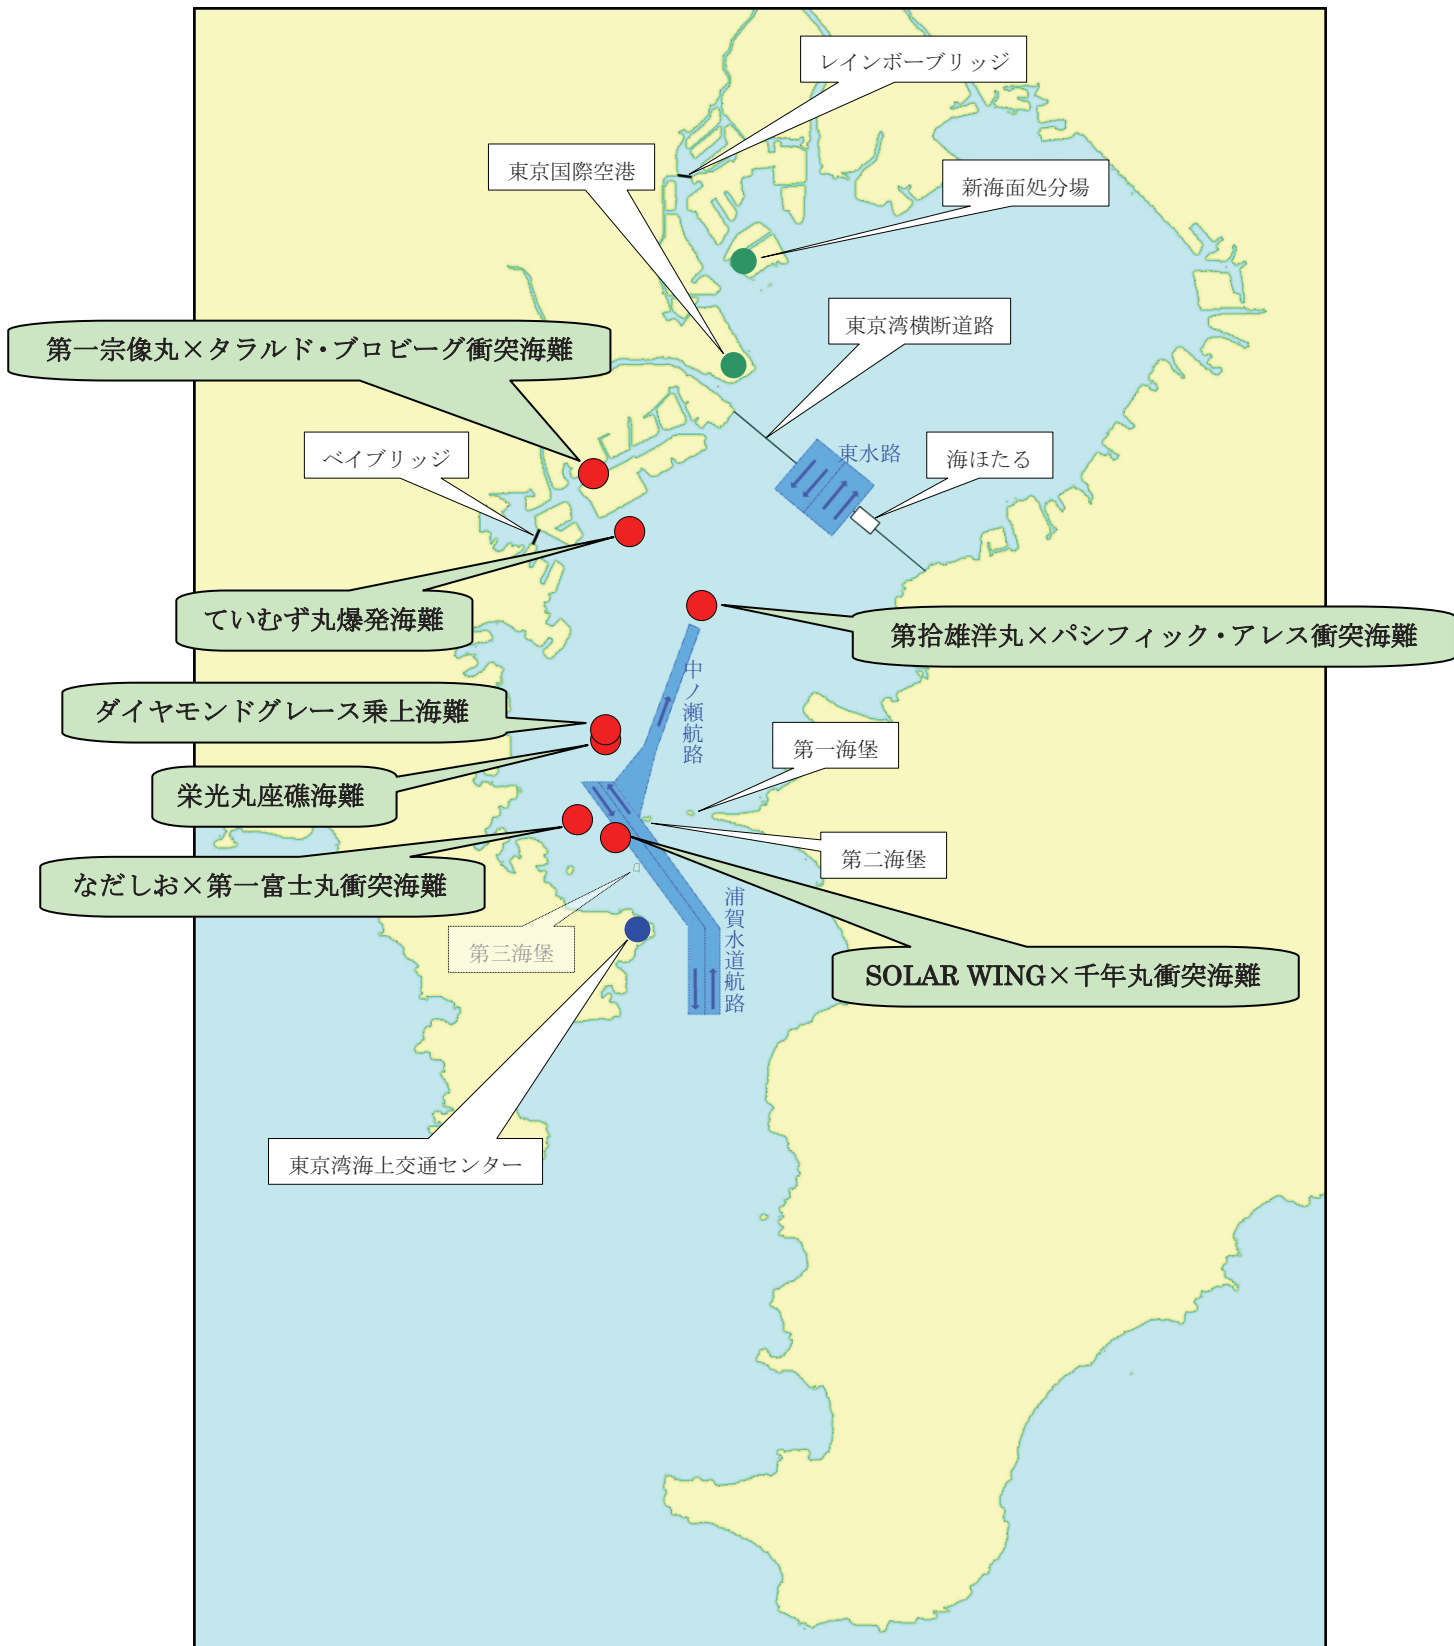 レインボーブリッジ
東京国際空港
新海面処分場
東京湾横断道路
第一宗像丸×タラルド・ブロビーグ衝突海難
ベイブリッジ
東水路
海ほたる
ていむず丸爆発海難
第拾雄洋丸×パシフィック・アレス衝突海難
中ノ瀬航路
ダイヤモンドグレース乗上海難
第一海堡
栄光丸座礁海難
第二海堡
なだしお×第一富士丸衝突海難
浦賀水道航路
第三海堡
SOLAR WING×千年丸衝突海難
東京湾海上交通センター